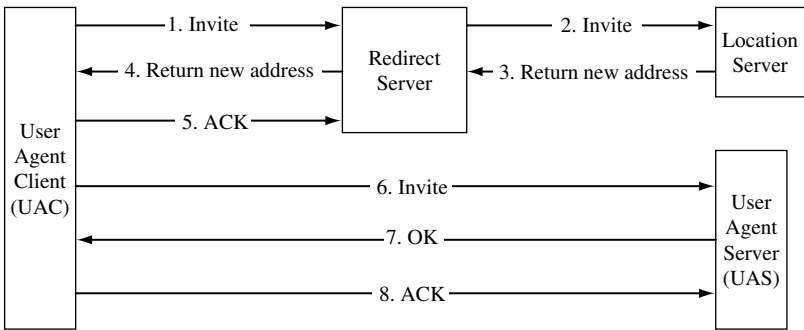 1. Invite
2. Invite
Redirect
Server
Location
Server
4. Return new address
3. Return new address
5. ACK
User
Agent
Client
(UAC)
6. Invite
7. OK
8. ACK
User
Agent
Server
(UAS)